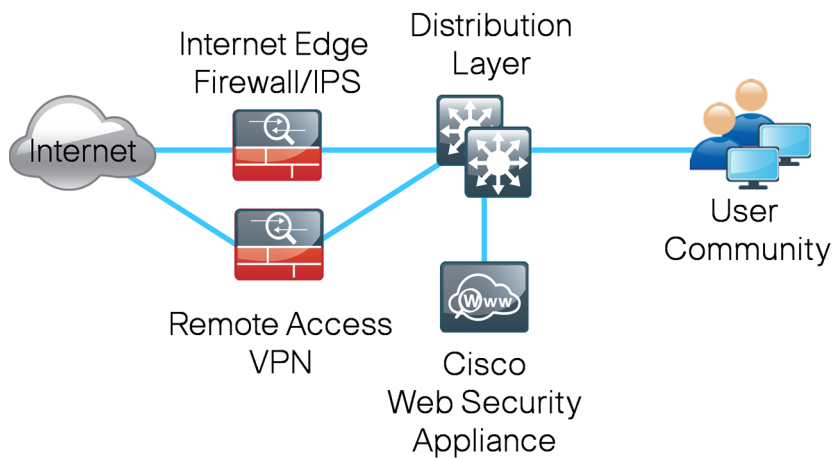 Internet Edge
Firewall/IPS
Distribution
Layer
Internet
User
Community
Remote Access
VPN
Www
Cisco
Web Security
Appliance